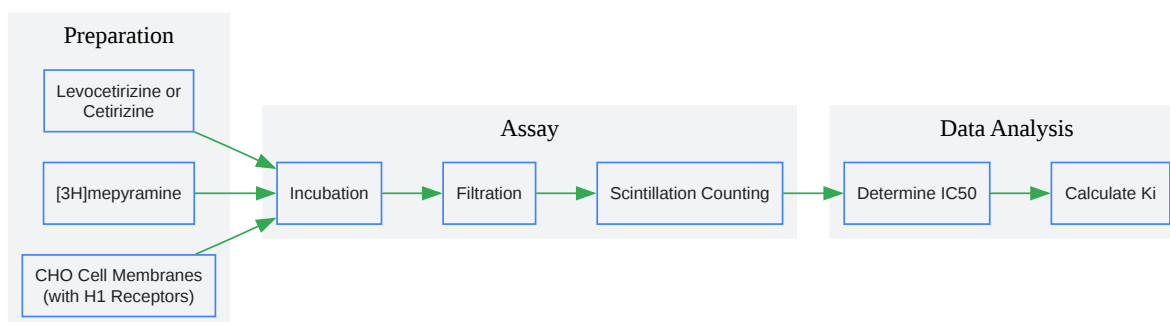 Preparation
Levocetirizine or
Cetirizine
[3H]mepyramine
CHO Cell Membranes
(with H1 Receptors)
Assay
Incubation
Filtration
Scintillation Counting
Data Analysis
Determine IC50
Calculate Ki